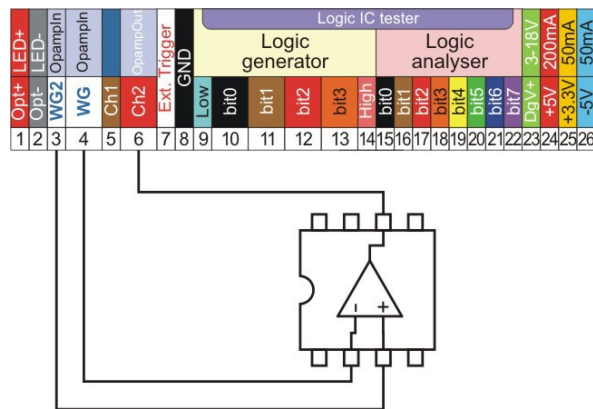 Logic IC tester
Logic generator
Logic analyser
LED+
LED-
OpampIn
OpampIn
OpampOut
Ext. Trigger
GND
3-18V
200mA
50mA
50mA
Opt+
Opt-
WG2
WG
Ch1
Ch2
Low
bit0
bit1
bit2
bit3
High
bit0
bit1
bit2
bit3
bit4
bit5
bit6
bit7
DgV+
+5V
+3.3V
-5V
1 2 3 4 5 6 7 8 9 10 11 12 13 14 15 16 17 18 19 20 21 22 23 24 25 26
- +